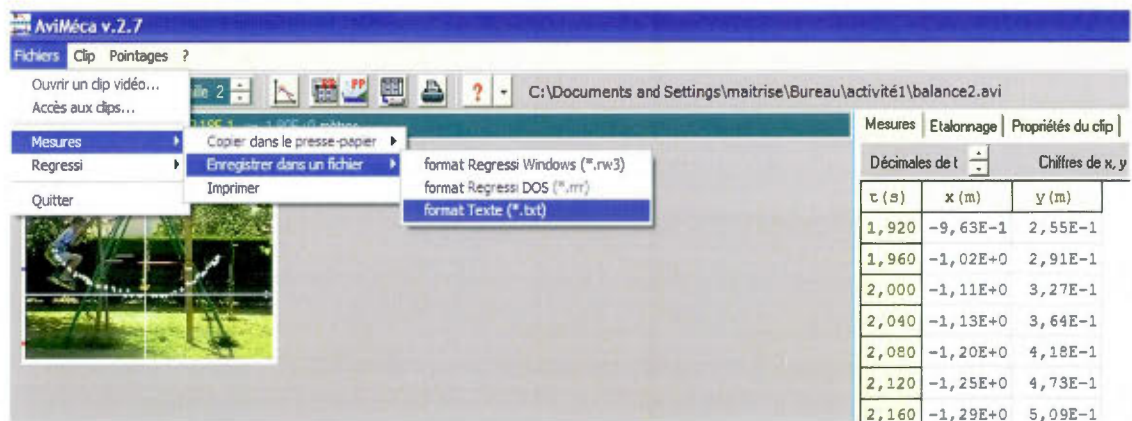 AviMéca v.2.7
Fichiers Clip Pointages ?
Ouvrir un clip vidéo...
Accès aux clips...
Mesures
Regressi
Quitter
Copier dans le presse-papier
Enregistrer dans un fichier
Imprimer
format Regressi Windows (*.rw3)
format Regressi DOS (*.rrr)
format Texte (*.txt)
2
? C:\Documents and Settings\maitrise\Bureau\activité1\balance2.avi
mètres
Mesures Etalonnage Propriétés du clip
Décimales de t Chiffres de x, y
t (s) x (m) y (m)
1,920 -9,63E-1 2,55E-1
1,960 -1,02E+0 2,91E-1
2,000 -1,11E+0 3,27E-1
2,040 -1,13E+0 3,64E-1
2,080 -1,20E+0 4,18E-1
2,120 -1,25E+0 4,73E-1
2,160 -1,29E+0 5,09E-1